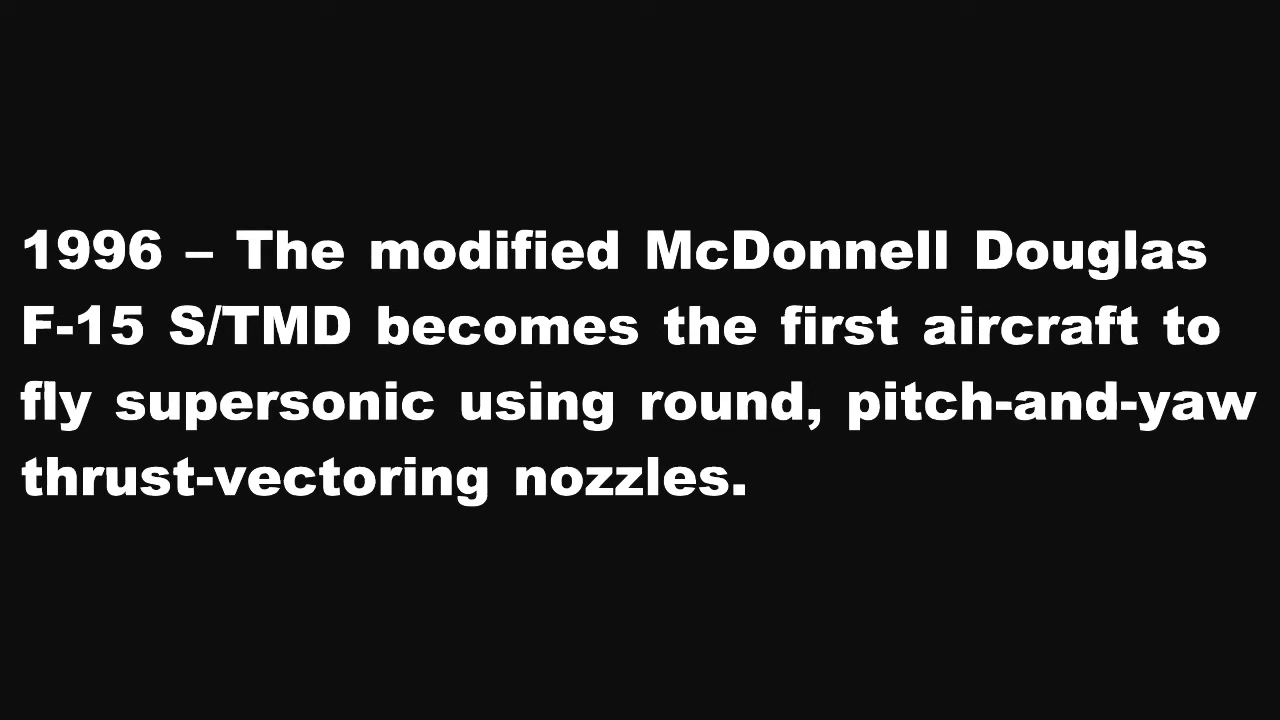 1996 – The modified McDonnell Douglas
F-15 S/TMD becomes the first aircraft to
fly supersonic using round, pitch-and-yaw
thrust-vectoring nozzles.